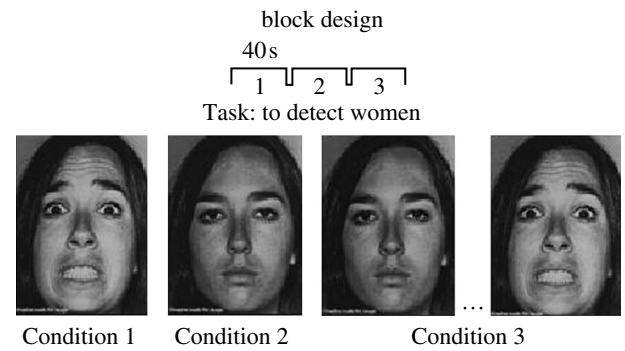 block design
40 s
1 2 3
Task: to detect women
...
Condition 1 Condition 2 Condition 3